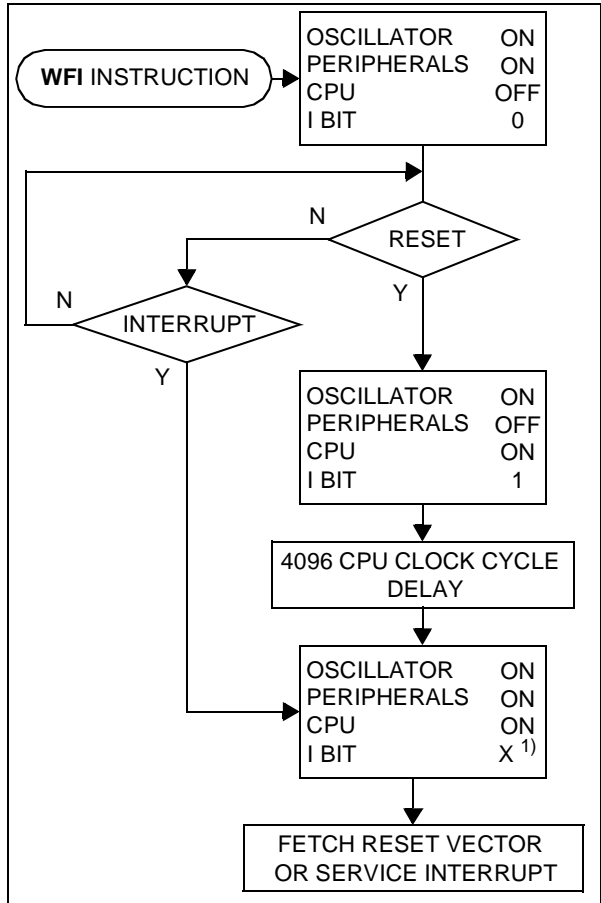 WFI INSTRUCTION
OSCILLATOR ON
PERIPHERALS ON
CPU OFF
I BIT 0
N
RESET
Y
N
INTERRUPT
Y
OSCILLATOR ON
PERIPHERALS OFF
CPU ON
I BIT 1
4096 CPU CLOCK CYCLE
DELAY
OSCILLATOR ON
PERIPHERALS ON
CPU ON
I BIT X 1)
FETCH RESET VECTOR
OR SERVICE INTERRUPT